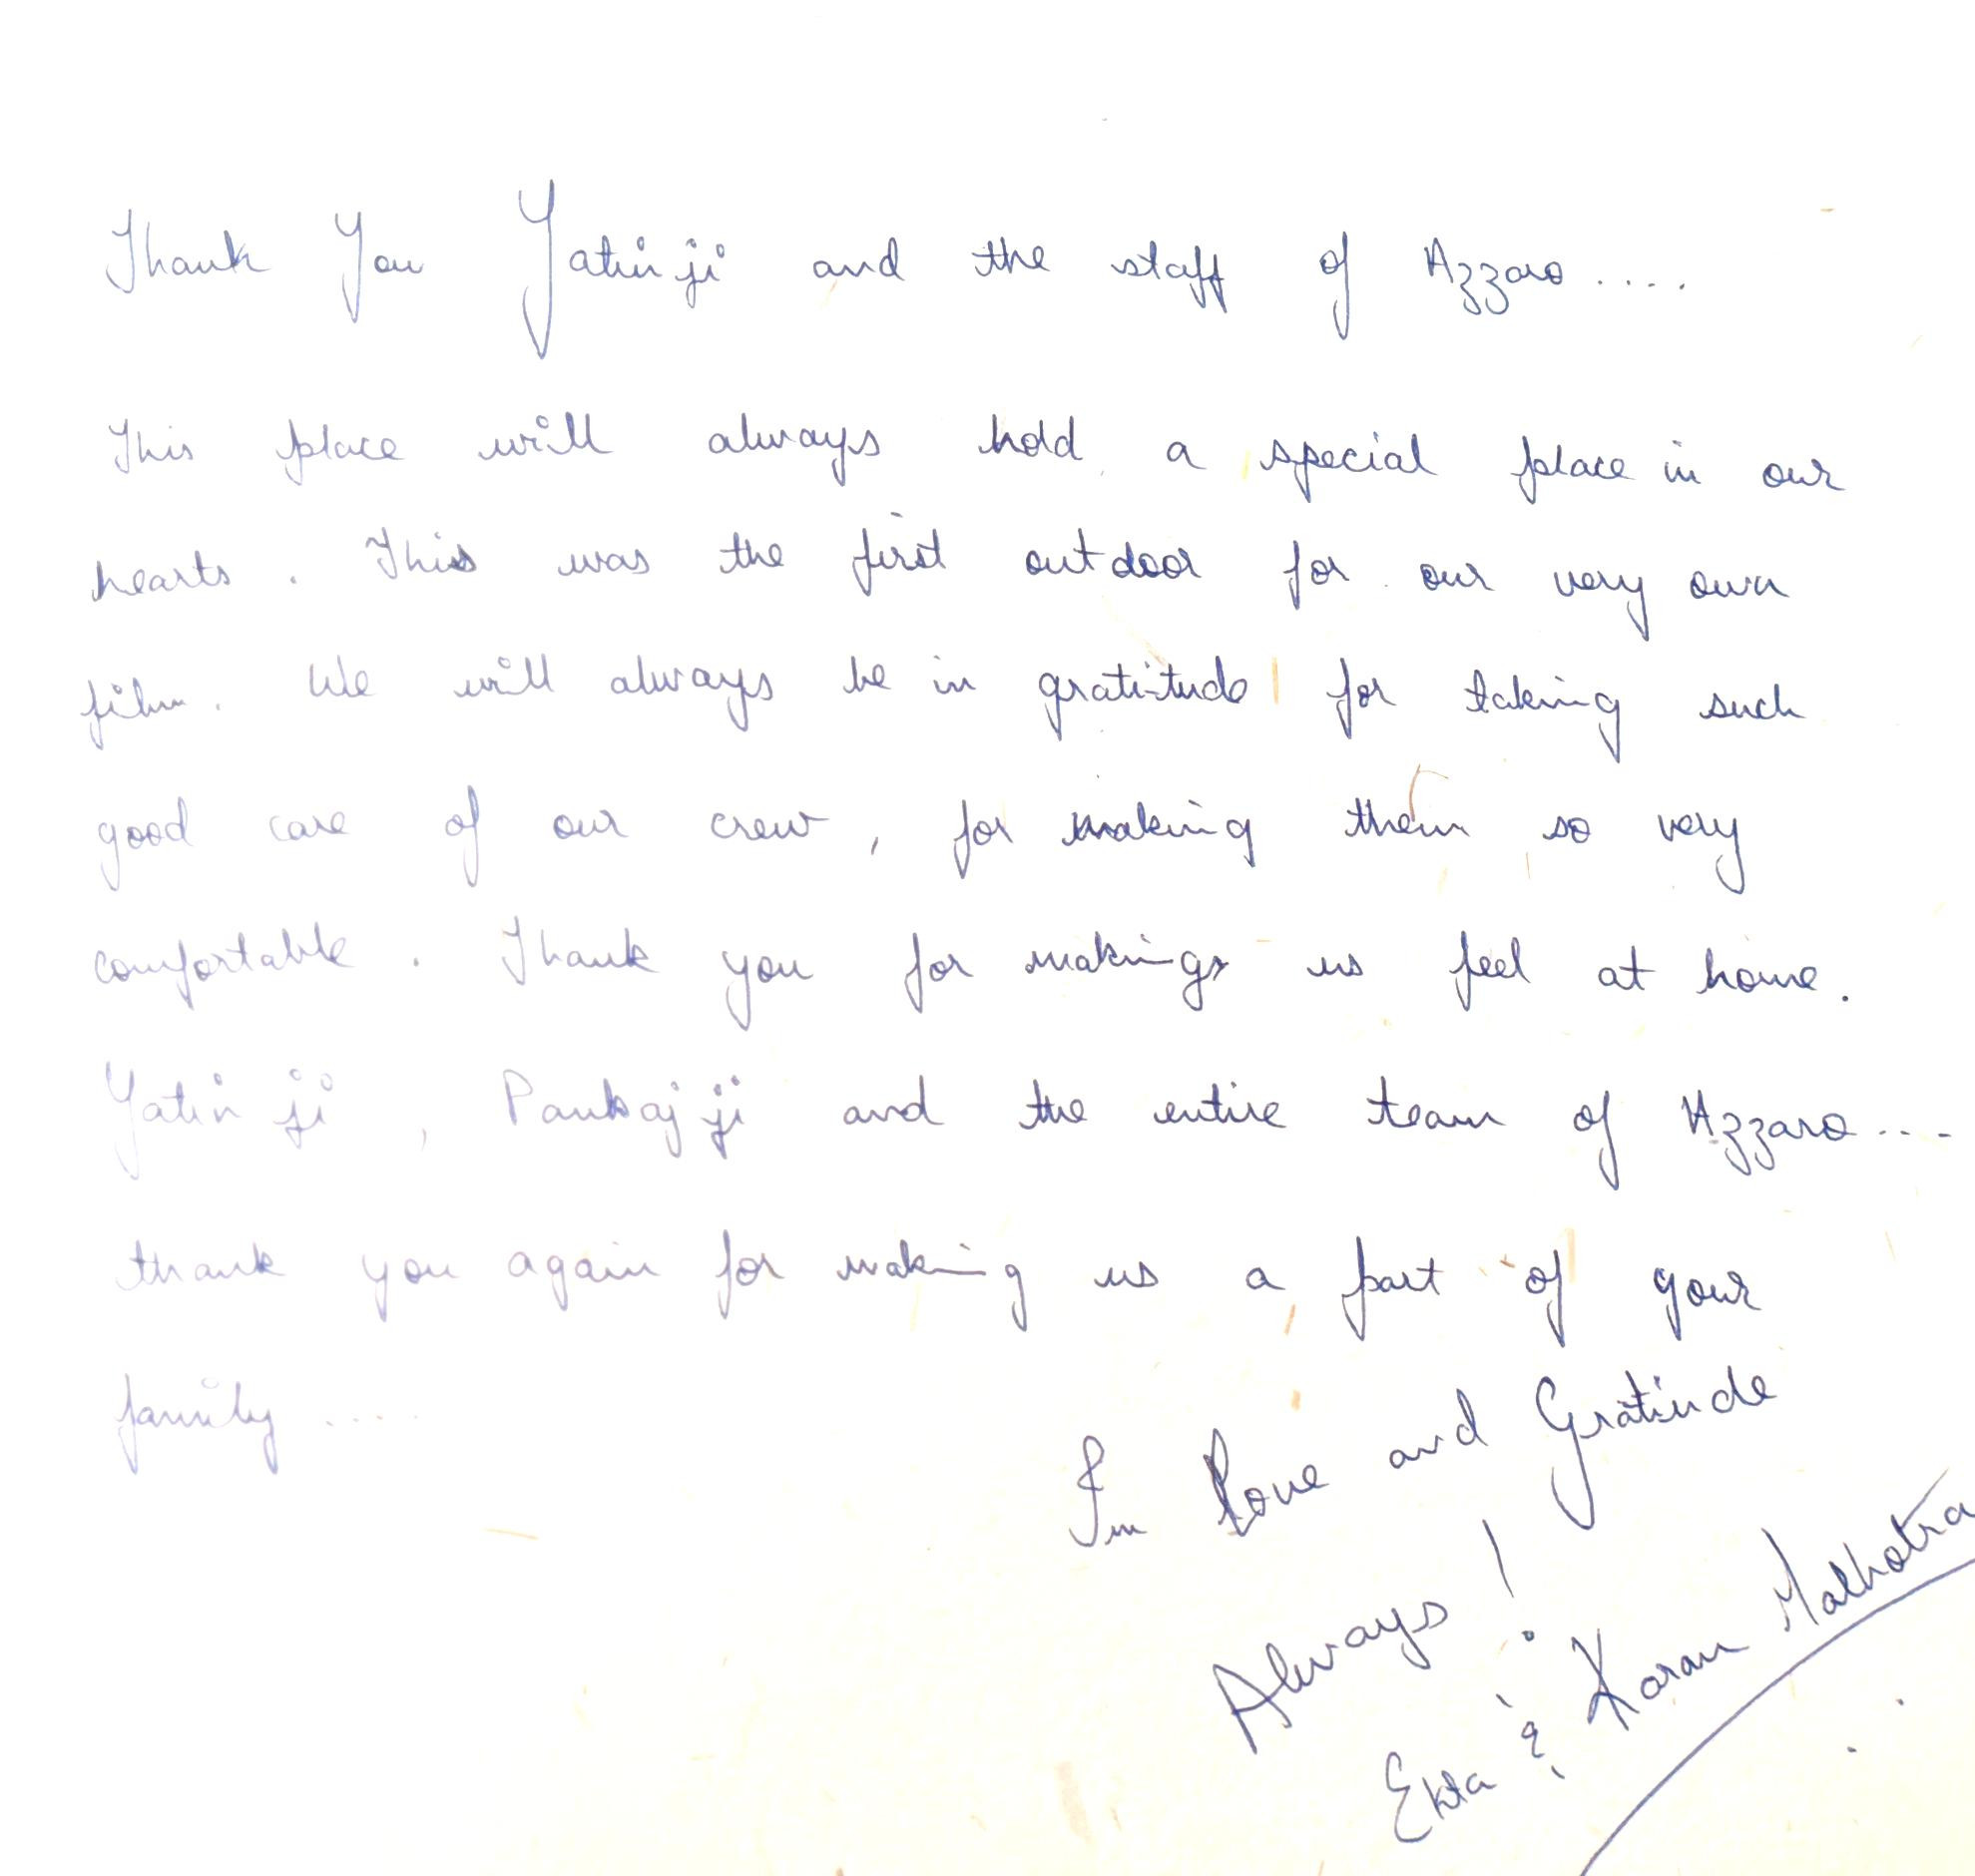 Thank You Yatin ji and the staff of Azzaro.....
This place will always hold a special place in our
hearts. This was the first outdoor for our very own
film. We will always be in gratitude for taking such
good care of our crew, for making them so very
comfortable. Thank you for makings us feel at home.
Yatin ji, Pankaj ji and the entire team of Azzaro....
thank you again for making us a part of your
family ....
In Love and Gratitude
Always!
Ekta & Karan Malhotra